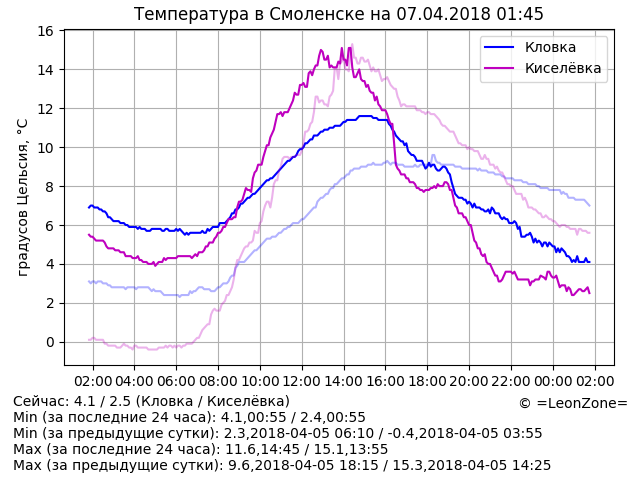 Температура в Смоленске на 07.04.2018 01:45
16
14
12
10
8
6
4
2
0
градусов Цельсия, °C
Кловка
Киселёвка
02:00 04:00 06:00 08:00 10:00 12:00 14:00 16:00 18:00 20:00 22:00 00:00 02:00
Сейчас: 4.1 / 2.5 (Кловка / Киселёвка)
© =LeonZone=
Min (за последние 24 часа): 4.1,00:55 / 2.4,00:55
Min (за предыдущие сутки): 2.3,2018-04-05 06:10 / -0.4,2018-04-05 03:55
Max (за последние 24 часа): 11.6,14:45 / 15.1,13:55
Max (за предыдущие сутки): 9.6,2018-04-05 18:15 / 15.3,2018-04-05 14:25